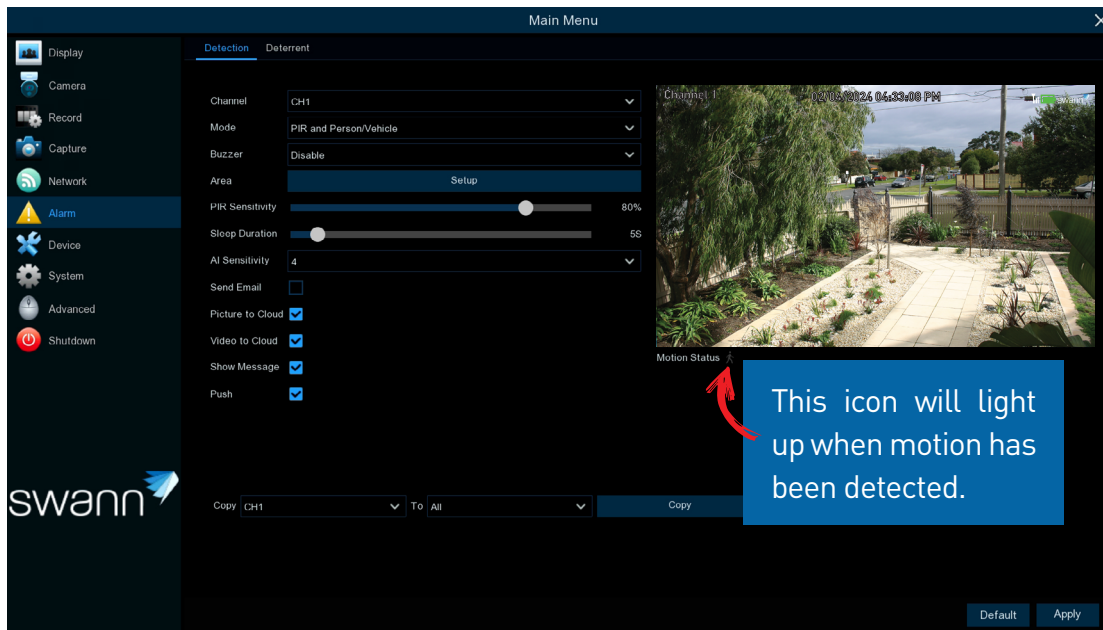 Main Menu
Display
Camera
Record
Capture
Network
Alarm
Device
System
Advanced
Shutdown
swann
Detection Deterrent
Channel CH1
Mode PIR and Person/Vehicle
Buzzer Disable
Area Setup
PIR Sensitivity 80%
Sleep Duration 5S
AI Sensitivity 4
Send Email
Picture to Cloud
Video to Cloud
Show Message
Push
Copy CH1 To All Copy
Channel 1 02/04/2024 04:33:08 PM swann
Motion Status
This icon will light
up when motion has
been detected.
Default Apply